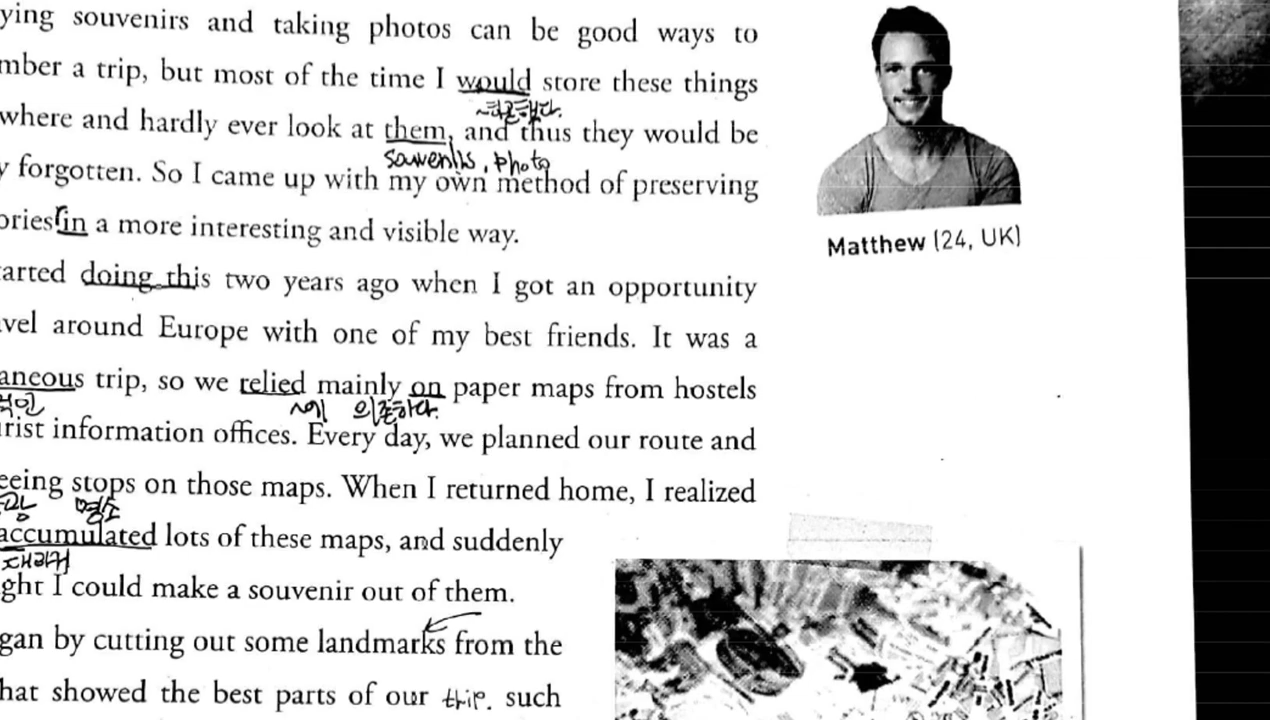 ying souvenirs and taking photos can be good ways to
mber a trip, but most of the time I would store these things
~하곤했다.
where and hardly ever look at them, and thus they would be
souvenirs, photo
y forgotten. So I came up with my own method of preserving
ories in a more interesting and visible way.
Matthew (24, UK)
arted doing this two years ago when I got an opportunity
vel around Europe with one of my best friends. It was a
aneous trip, so we relied mainly on paper maps from hostels
~에 의존하다.
rist information offices. Every day, we planned our route and
eeing stops on those maps. When I returned home, I realized
명소
accumulated lots of these maps, and suddenly
ght I could make a souvenir out of them.
gan by cutting out some landmarks from the
hat showed the best parts of our trip. such